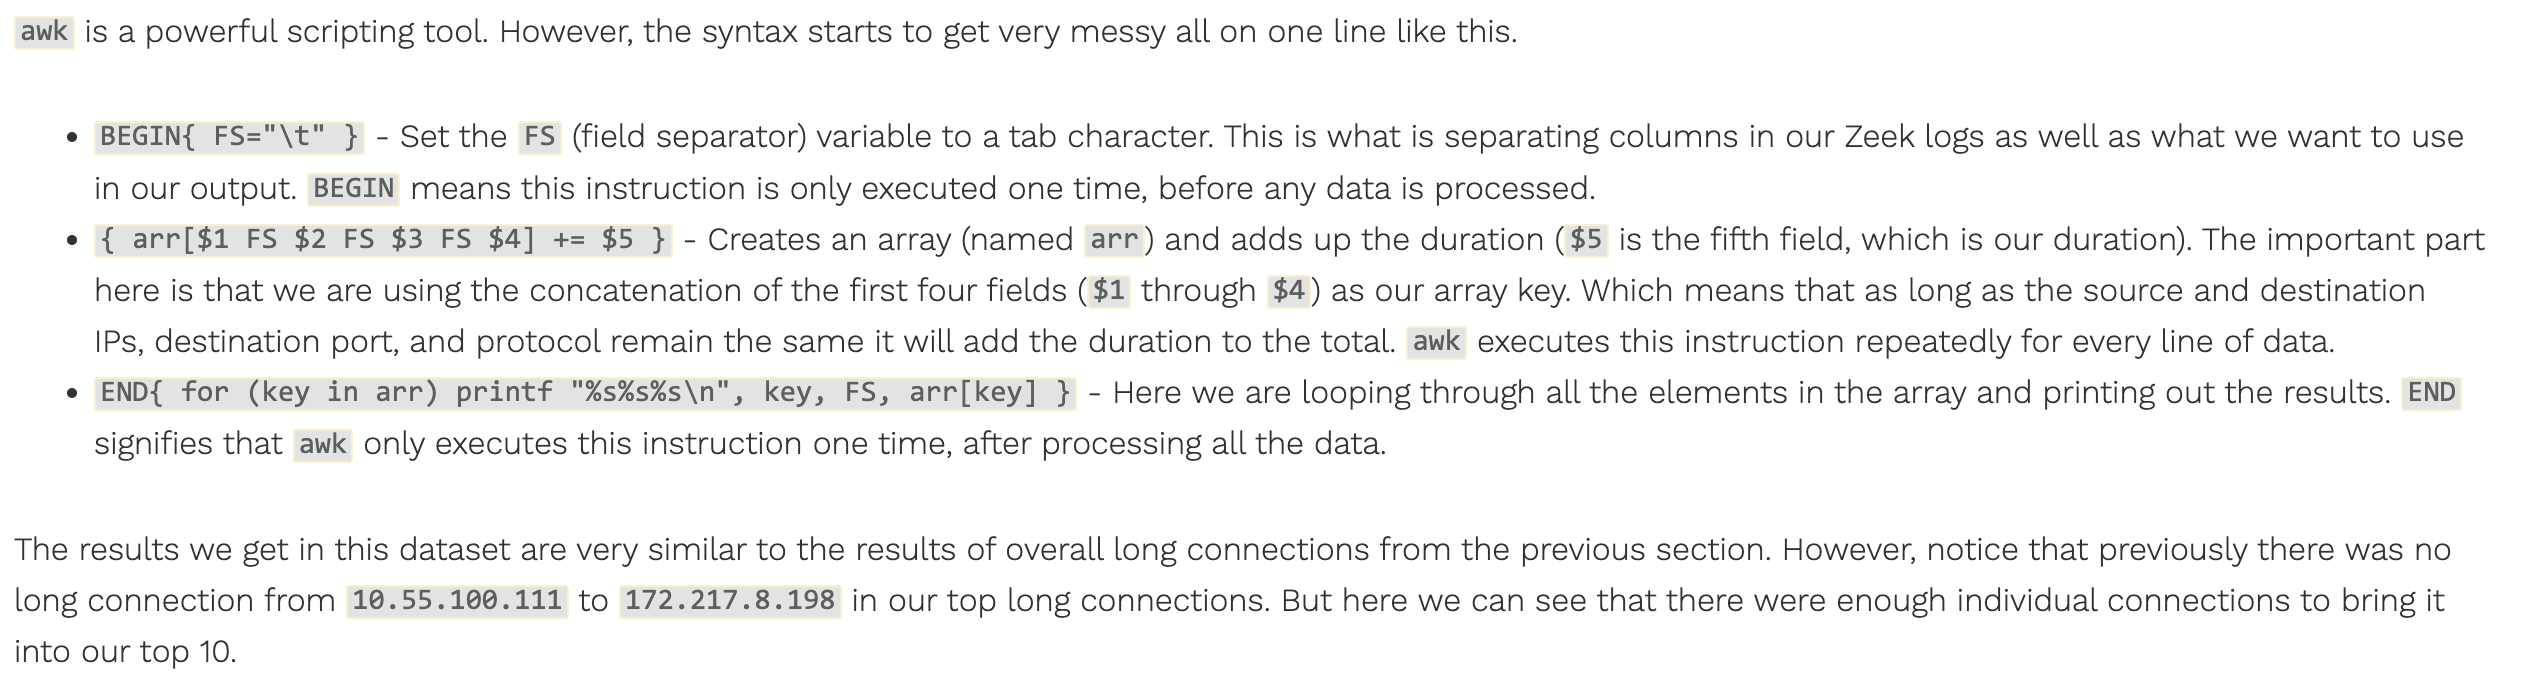 awk is a powerful scripting tool. However, the syntax starts to get very messy all on one line like this.
• BEGIN{ FS="\t" } - Set the FS (field separator) variable to a tab character. This is what is separating columns in our Zeek logs as well as what we want to use
in our output. BEGIN means this instruction is only executed one time, before any data is processed.
• { arr[$1 FS $2 FS $3 FS $4] += $5 } - Creates an array (named arr) and adds up the duration ($5 is the fifth field, which is our duration). The important part
here is that we are using the concatenation of the first four fields ($1 through $4) as our array key. Which means that as long as the source and destination
IPs, destination port, and protocol remain the same it will add the duration to the total. awk executes this instruction repeatedly for every line of data.
• END{ for (key in arr) printf "%s%s%s\n", key, FS, arr[key] } - Here we are looping through all the elements in the array and printing out the results. END
signifies that awk only executes this instruction one time, after processing all the data.
The results we get in this dataset are very similar to the results of overall long connections from the previous section. However, notice that previously there was no
long connection from 10.55.100.111 to 172.217.8.198 in our top long connections. But here we can see that there were enough individual connections to bring it
into our top 10.